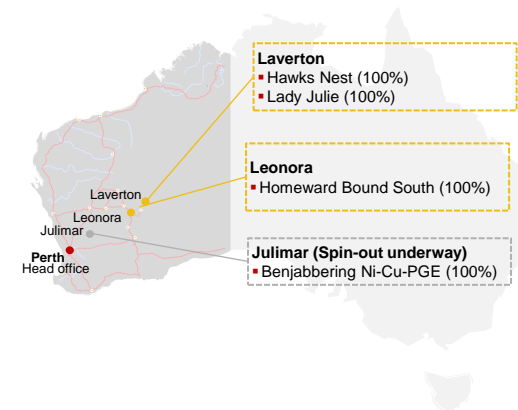 Laverton
▪ Hawks Nest (100%)
▪ Lady Julie (100%)
Leonora
▪ Homeward Bound South (100%)
Julimar (Spin-out underway)
▪ Benjabbering Ni-Cu-PGE (100%)
Laverton
Leonora
Julimar
Perth
Head office